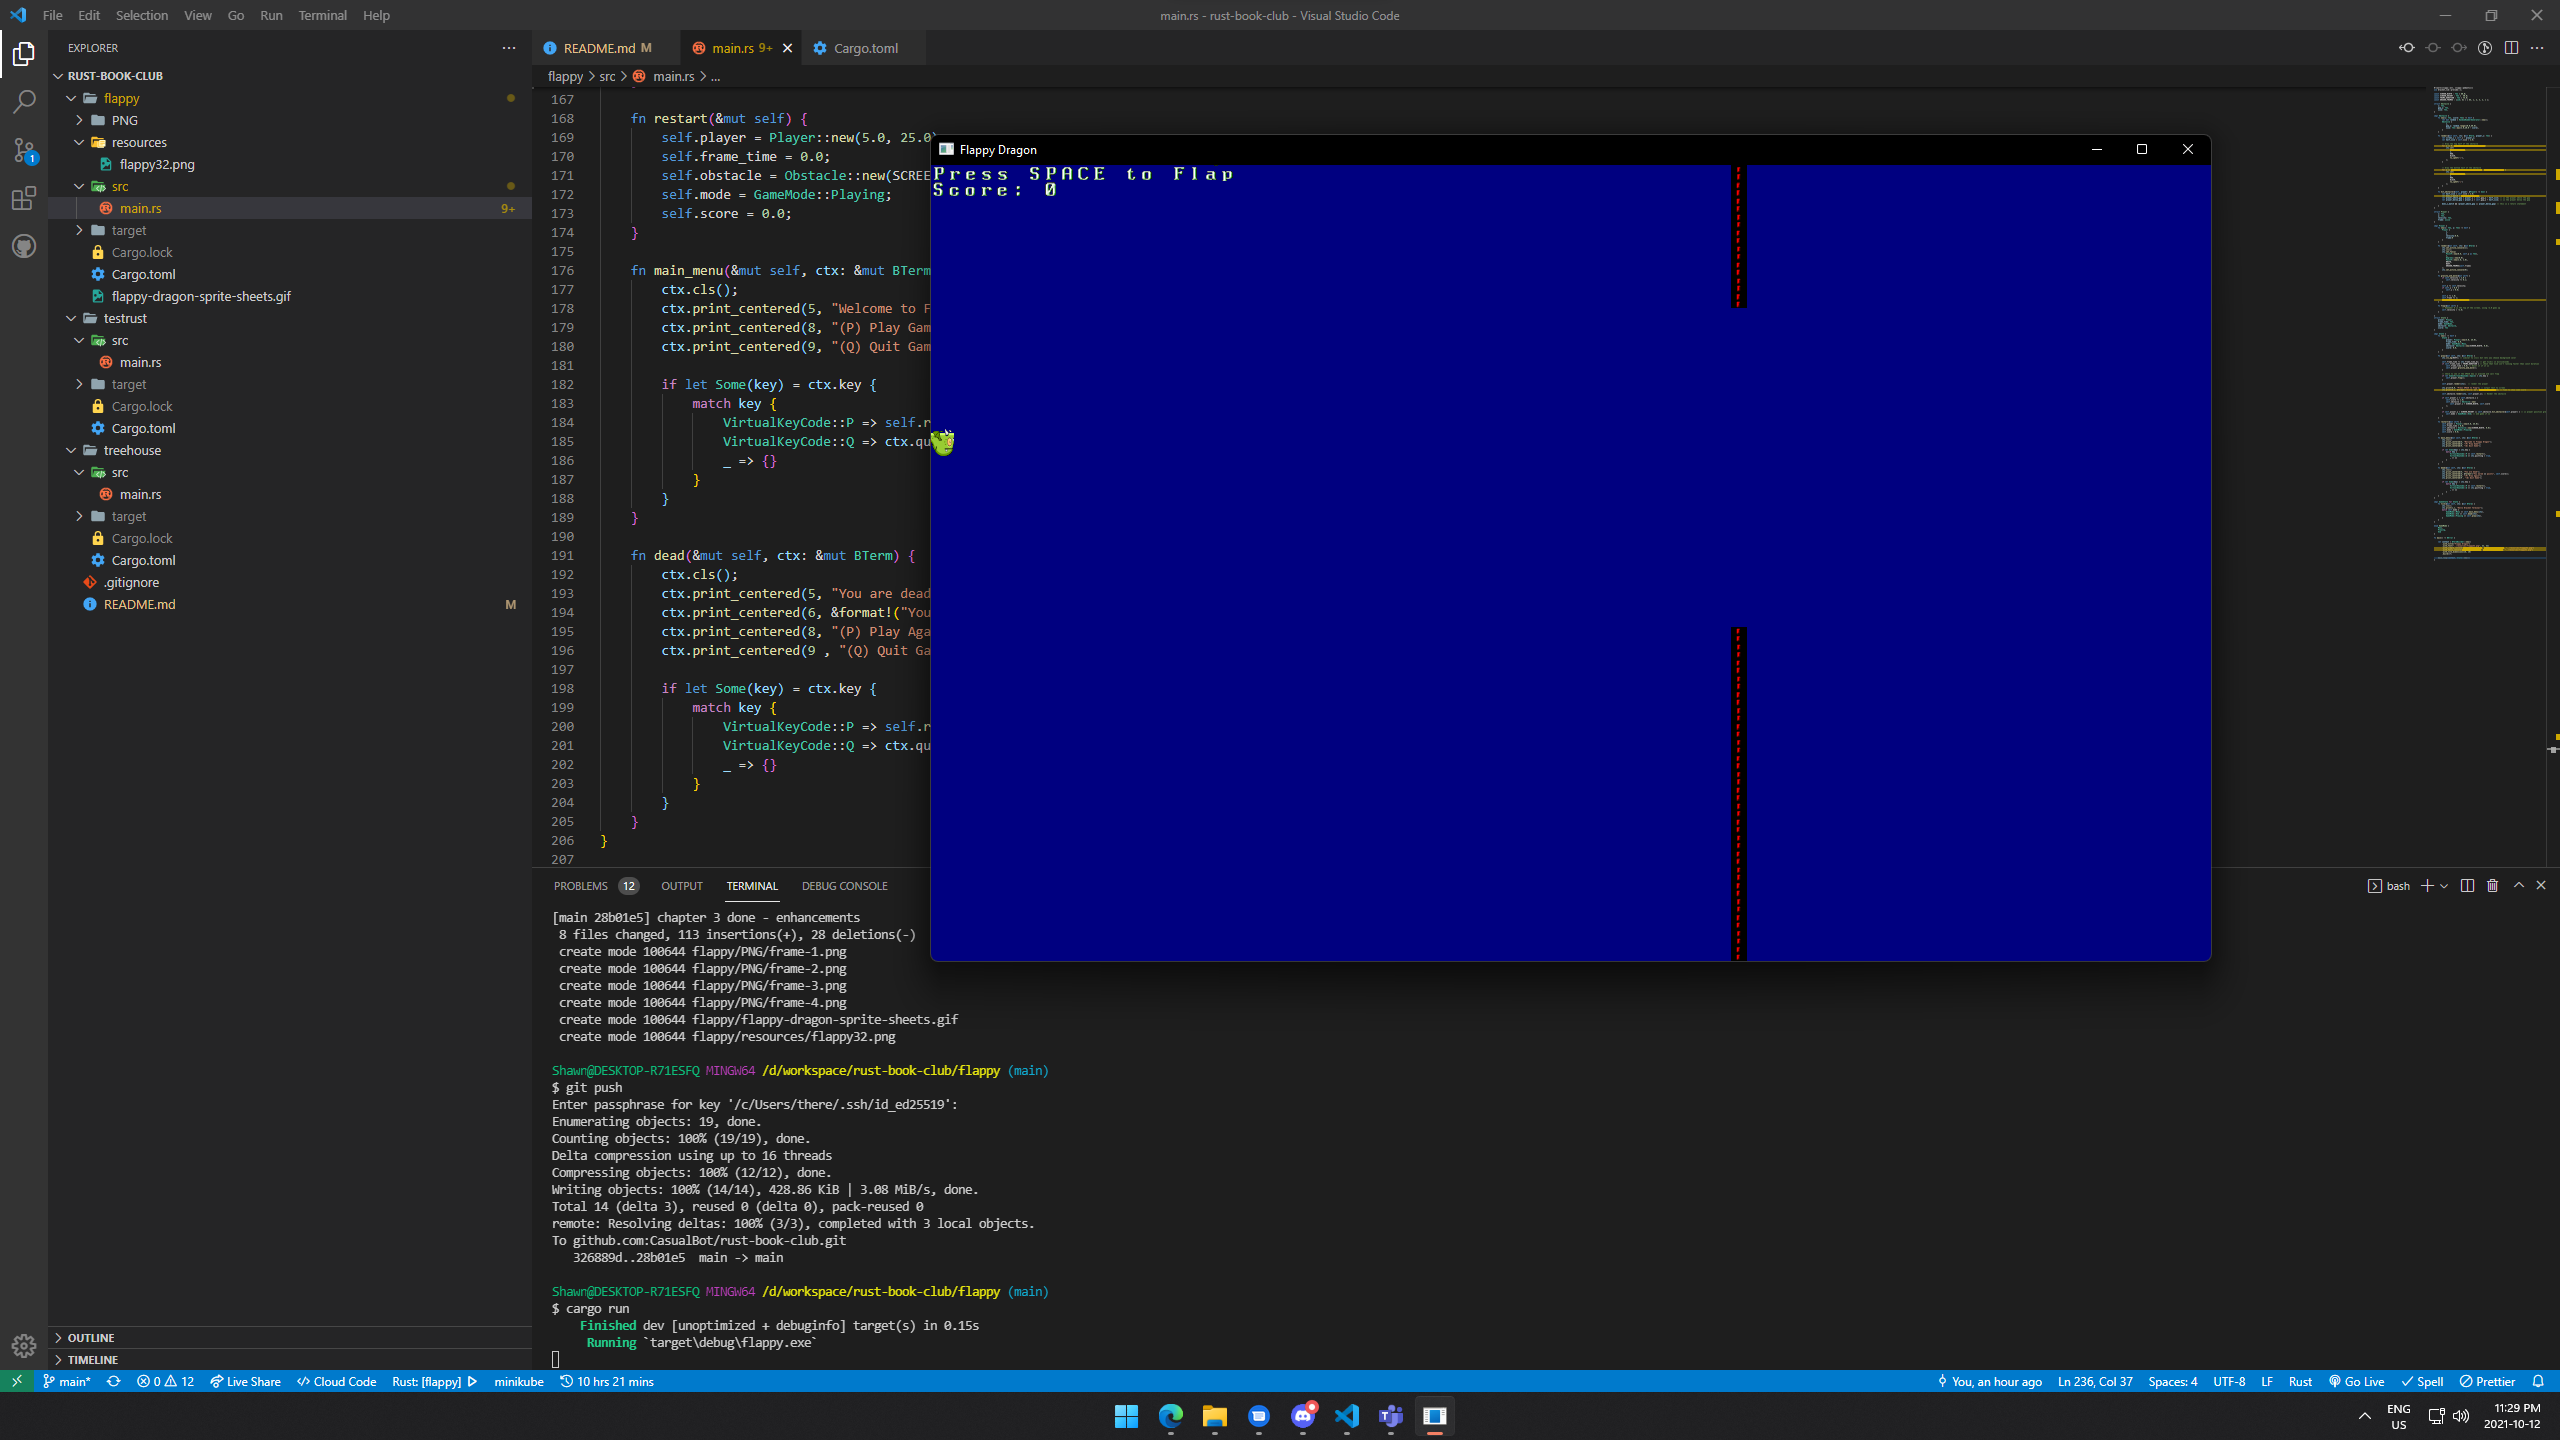 File Edit Selection View Go Run Terminal Help
main.rs - rust-book-club - Visual Studio Code
EXPLORER
RUST-BOOK-CLUB
flappy
PNG
resources
flappy32.png
src
main.rs 9+
target
Cargo.lock
Cargo.toml
flappy-dragon-sprite-sheets.gif
testrust
src
main.rs
target
Cargo.lock
Cargo.toml
treehouse
src
main.rs
target
Cargo.lock
Cargo.toml
.gitignore
README.md M
OUTLINE
TIMELINE
README.md M main.rs 9+ Cargo.toml
flappy > src > main.rs > ...
167
168 fn restart(&mut self) {
169 self.player = Player::new(5.0, 25.0)
170 self.frame_time = 0.0;
171 self.obstacle = Obstacle::new(SCREE
172 self.mode = GameMode::Playing;
173 self.score = 0.0;
174 }
175
176 fn main_menu(&mut self, ctx: &mut BTerm
177 ctx.cls();
178 ctx.print_centered(5, "Welcome to F
179 ctx.print_centered(8, "(P) Play Gam
180 ctx.print_centered(9, "(Q) Quit Gam
181
182 if let Some(key) = ctx.key {
183 match key {
184 VirtualKeyCode::P => self.r
185 VirtualKeyCode::Q => ctx.qu
186 _ => {}
187 }
188 }
189 }
190
191 fn dead(&mut self, ctx: &mut BTerm) {
192 ctx.cls();
193 ctx.print_centered(5, "You are dead
194 ctx.print_centered(6, &format!("You
195 ctx.print_centered(8, "(P) Play Aga
196 ctx.print_centered(9 , "(Q) Quit Ga
197
198 if let Some(key) = ctx.key {
199 match key {
200 VirtualKeyCode::P => self.r
201 VirtualKeyCode::Q => ctx.qu
202 _ => {}
203 }
204 }
205 }
206 }
207
Flappy Dragon
Press SPACE to Flap
Score: 0
PROBLEMS 12 OUTPUT TERMINAL DEBUG CONSOLE
bash
[main 28b01e5] chapter 3 done - enhancements
8 files changed, 113 insertions(+), 28 deletions(-)
create mode 100644 flappy/PNG/frame-1.png
create mode 100644 flappy/PNG/frame-2.png
create mode 100644 flappy/PNG/frame-3.png
create mode 100644 flappy/PNG/frame-4.png
create mode 100644 flappy/flappy-dragon-sprite-sheets.gif
create mode 100644 flappy/resources/flappy32.png
Shawn@DESKTOP-R71ESFQ MINGW64 /d/workspace/rust-book-club/flappy (main)
$ git push
Enter passphrase for key '/c/Users/there/.ssh/id_ed25519':
Enumerating objects: 19, done.
Counting objects: 100% (19/19), done.
Delta compression using up to 16 threads
Compressing objects: 100% (12/12), done.
Writing objects: 100% (14/14), 428.86 KiB | 3.08 MiB/s, done.
Total 14 (delta 3), reused 0 (delta 0), pack-reused 0
remote: Resolving deltas: 100% (3/3), completed with 3 local objects.
To github.com:CasualBot/rust-book-club.git
326889d..28b01e5 main -> main
Shawn@DESKTOP-R71ESFQ MINGW64 /d/workspace/rust-book-club/flappy (main)
$ cargo run
Finished dev [unoptimized + debuginfo] target(s) in 0.15s
Running `target\debug\flappy.exe`
main* 0 12 Live Share Cloud Code Rust: [flappy] minikube 10 hrs 21 mins
You, an hour ago Ln 236, Col 37 Spaces: 4 UTF-8 LF Rust Go Live Spell Prettier
ENG
US
11:29 PM
2021-10-12